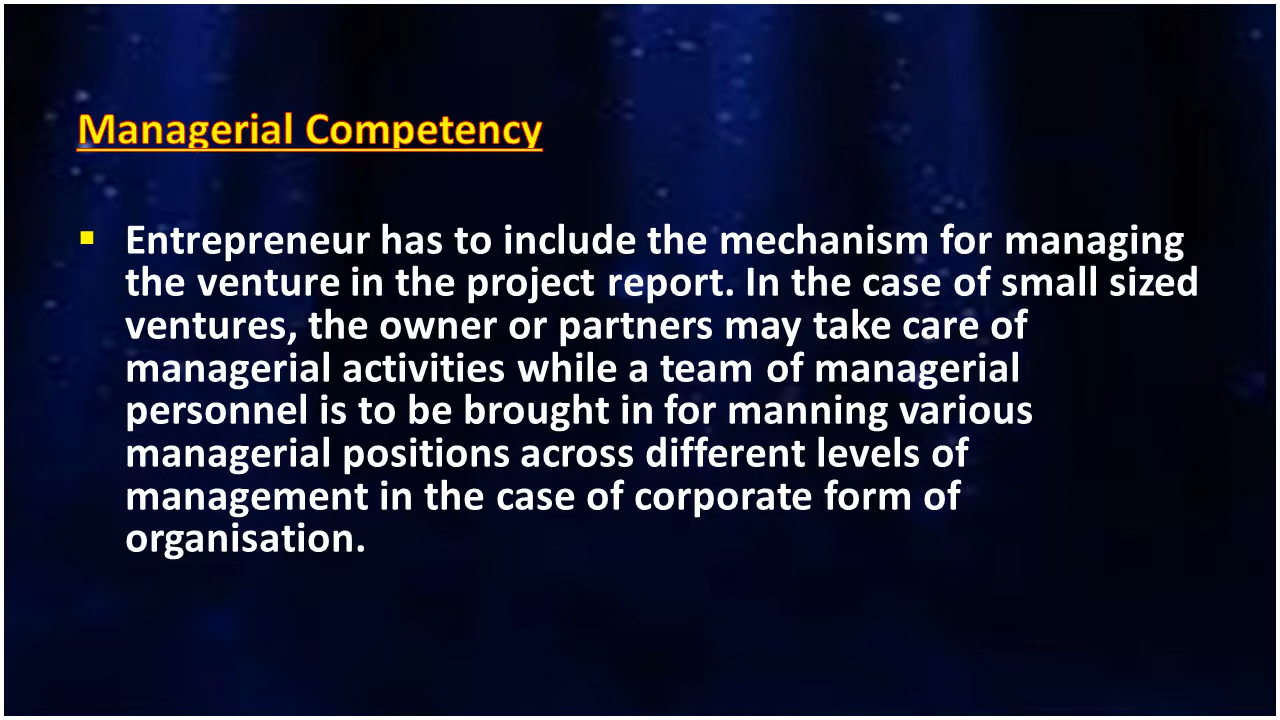 Managerial Competency
Entrepreneur has to include the mechanism for managing
the venture in the project report. In the case of small sized
ventures, the owner or partners may take care of
managerial activities while a team of managerial
personnel is to be brought in for manning various
managerial positions across different levels of
management in the case of corporate form of
organisation.